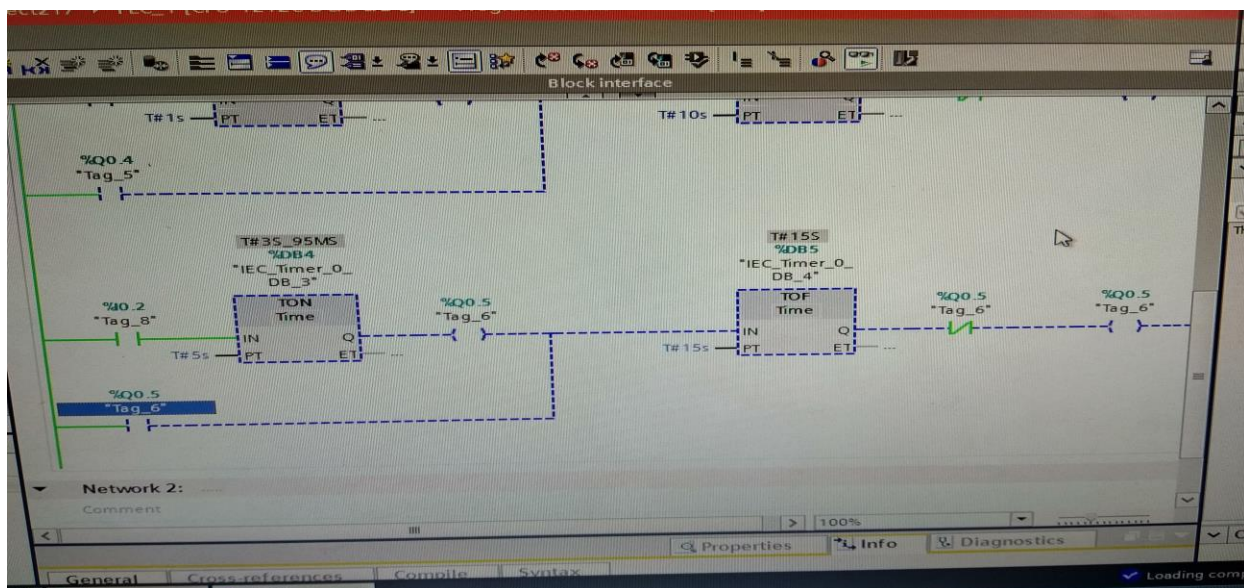 Block interface
IN Q
T# 1s PT ET ...
IN Q
T# 10s PT ET ...
%Q0.4
"Tag_5"
T#3S_95MS
%DB4
"IEC_Timer_0_
DB_3"
T#15S
%DB5
"IEC_Timer_0_
DB_4"
%I0.2
"Tag_8"
TON
Time
%Q0.5
"Tag_6"
TOF
Time
%Q0.5
"Tag_6"
%Q0.5
"Tag_6"
IN Q
T# 5s PT ET ...
IN Q
T# 15s PT ET ...
%Q0.5
"Tag_6"
Network 2: .....
Comment
100%
Properties Info Diagnostics
General Cross-references Compile Syntax
Loading comp